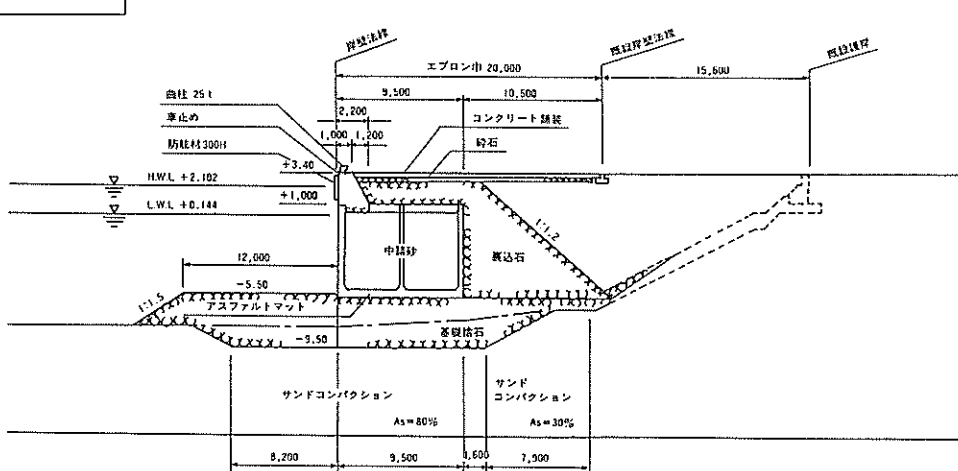 岸壁法線
既設岸壁法線
既設護岸
エプロン巾 20,000
15,600
9,500
10,500
曲柱 25t
2,200
コンクリート舗装
車止め
1,000
1,200
砕石
防舷材300H
+3.40
H.W.L +2.102
+1,000
L.W.L +0.144
1:1.2
中詰砂
裏込石
12,000
-5.50
1:1.5
アスファルトマット
基礎捨石
-9.50
サンドコンパクション
サンド
コンパクション
As=80%
As=30%
8,200
9,500
1,600
7,900